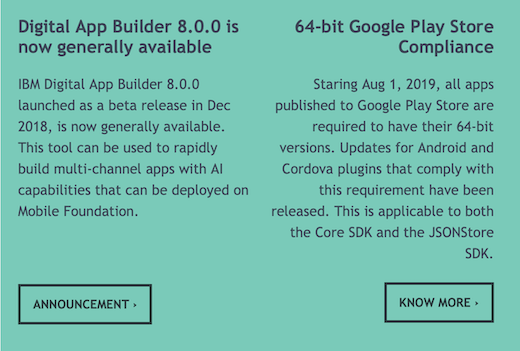 Digital App Builder 8.0.0 is
now generally available
IBM Digital App Builder 8.0.0
launched as a beta release in Dec
2018, is now generally available.
This tool can be used to rapidly
build multi-channel apps with AI
capabilities that can be deployed on
Mobile Foundation.
ANNOUNCEMENT ›
64-bit Google Play Store
Compliance
Staring Aug 1, 2019, all apps
published to Google Play Store are
required to have their 64-bit
versions. Updates for Android and
Cordova plugins that comply with
this requirement have been
released. This is applicable to both
the Core SDK and the JSONStore
SDK.
KNOW MORE ›